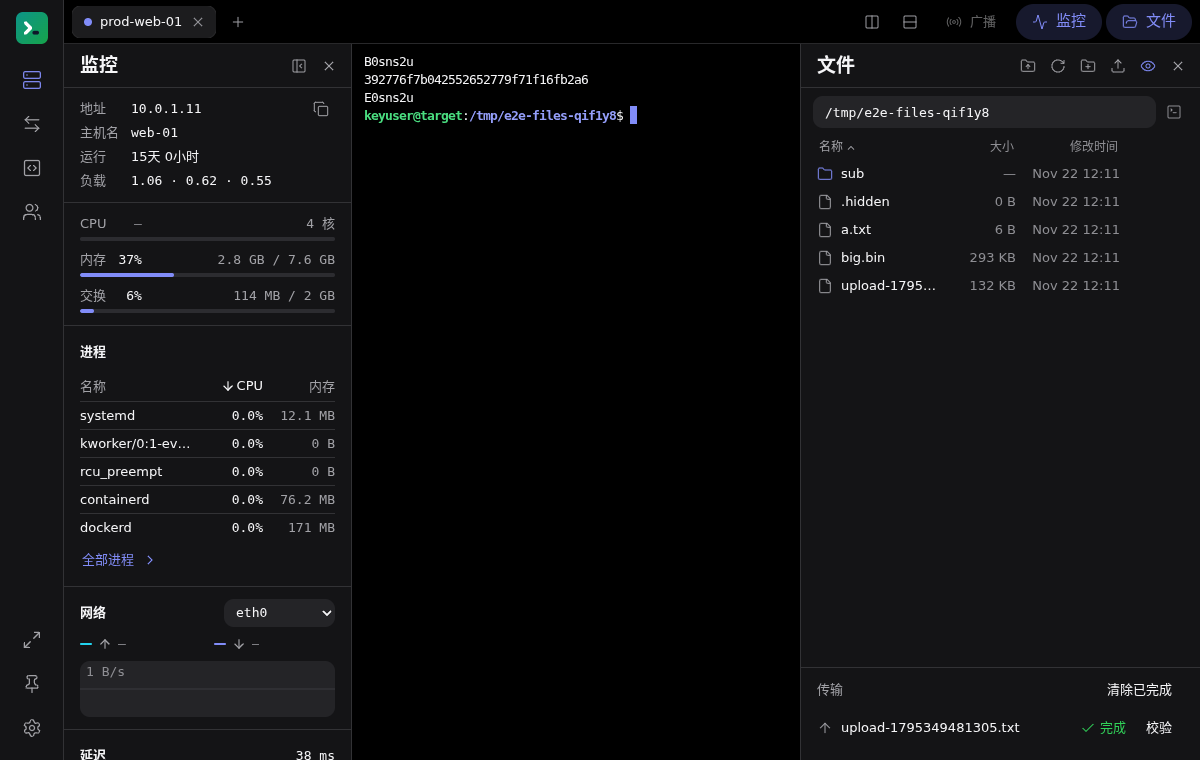 prod-web-01
广播
监控
文件
监控
地址 10.0.1.11
主机名 web-01
运行 15天 0小时
负载 1.06 · 0.62 · 0.55
CPU — 4 核
内存 37% 2.8 GB / 7.6 GB
交换 6% 114 MB / 2 GB
进程
名称 CPU 内存
systemd 0.0% 12.1 MB
kworker/0:1-ev… 0.0% 0 B
rcu_preempt 0.0% 0 B
containerd 0.0% 76.2 MB
dockerd 0.0% 171 MB
全部进程
网络 eth0
— —
1 B/s
延迟 38 ms
B0sns2u
392776f7b042552652779f71f16fb2a6
E0sns2u
keyuser@target:/tmp/e2e-files-qif1y8$
文件
/tmp/e2e-files-qif1y8
名称 大小 修改时间
sub — Nov 22 12:11
.hidden 0 B Nov 22 12:11
a.txt 6 B Nov 22 12:11
big.bin 293 KB Nov 22 12:11
upload-1795… 132 KB Nov 22 12:11
传输 清除已完成
upload-1795349481305.txt 完成 校验